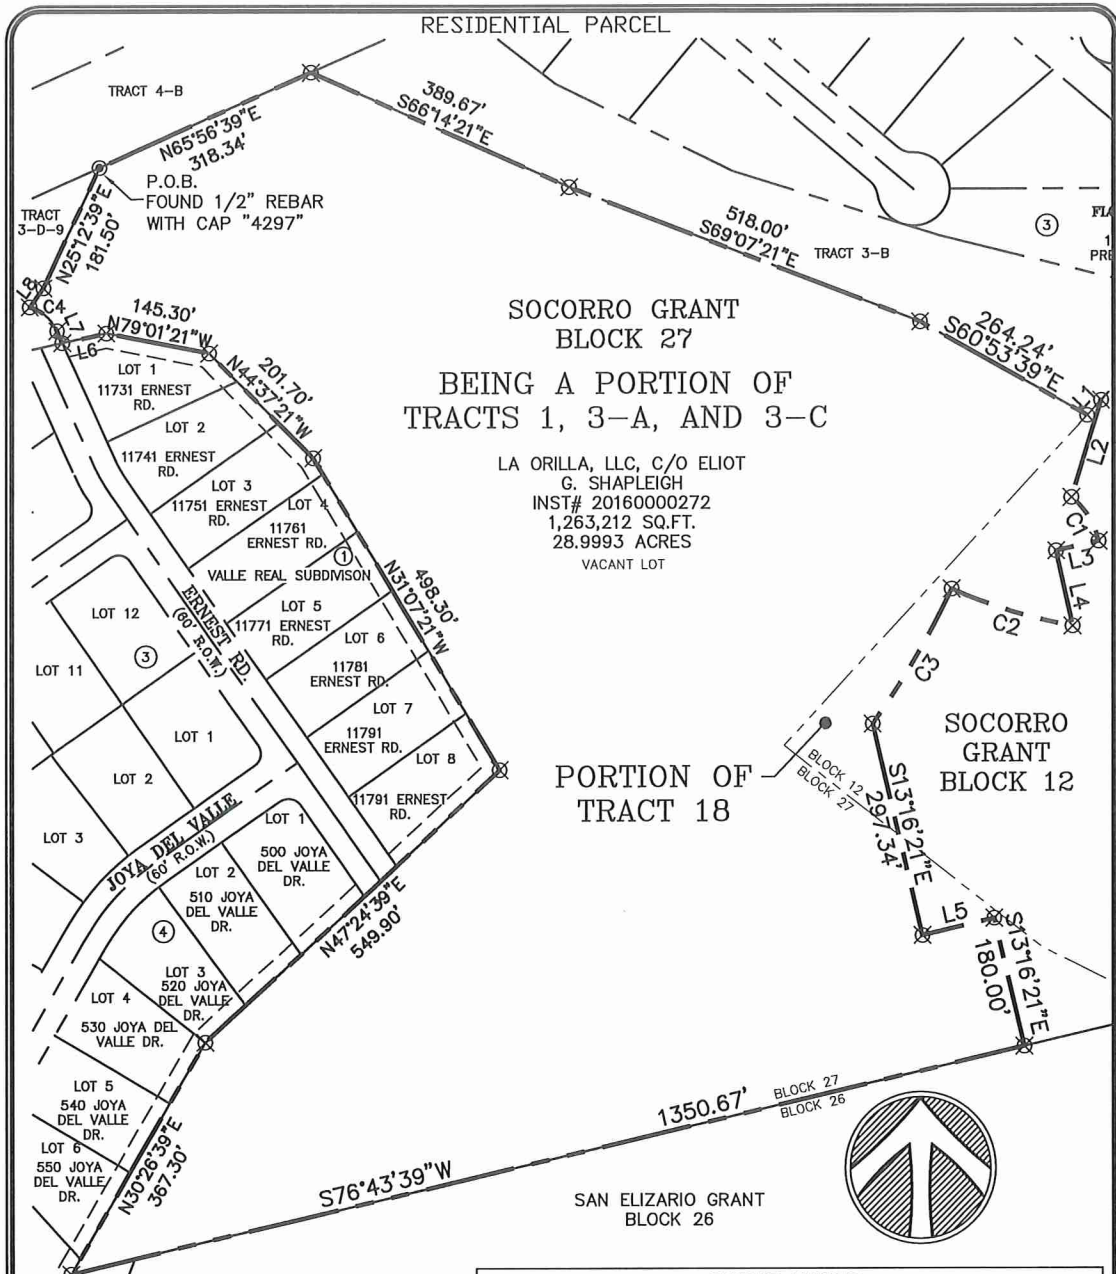 RESIDENTIAL PARCEL
TRACT 4-B
N65°56'39"E
318.34'
389.67'
S66°14'21"E
P.O.B.
FOUND 1/2" REBAR
WITH CAP "4297"
TRACT
3-D-9
N25°12'39"E
181.50'
518.00'
S69°07'21"E
TRACT 3-B
3
L8
C4
L7
L6
145.30'
N79°01'21"W
201.70'
N44°37'21"W
SOCORRO GRANT
BLOCK 27
BEING A PORTION OF
TRACTS 1, 3-A, AND 3-C
LA ORILLA, LLC, C/O ELIOT
G. SHAPLEIGH
INST# 20160000272
1,263,212 SQ.FT.
28.9993 ACRES
VACANT LOT
264.24'
S60°53'39"E
L1
L2
C1
L3
L4
C2
C3
LOT 1
11731 ERNEST
RD.
LOT 2
11741 ERNEST
RD.
LOT 3
11751 ERNEST
RD.
LOT 4
11761
ERNEST RD.
1
VALLE REAL SUBDIVISON
498.30'
N31°07'21"W
LOT 5
11771 ERNEST
RD.
LOT 6
11781
ERNEST RD.
LOT 7
11791
ERNEST RD.
LOT 8
11791 ERNEST
RD.
ERNEST RD.
(60' R.O.W.)
LOT 12
3
LOT 11
LOT 1
LOT 2
LOT 3
JOYA DEL VALLE
(60' R.O.W.)
LOT 1
500 JOYA
DEL VALLE
DR.
LOT 2
510 JOYA
DEL VALLE
DR.
4
LOT 3
520 JOYA
DEL VALLE
DR.
LOT 4
530 JOYA DEL
VALLE DR.
LOT 5
540 JOYA
DEL VALLE
DR.
LOT 6
550 JOYA
DEL VALLE
DR.
N47°24'39"E
549.90'
N30°26'39"E
367.30'
PORTION OF
TRACT 18
BLOCK 12
BLOCK 27
SOCORRO
GRANT
BLOCK 12
S13°16'21"E
297.34'
L5
S13°16'21"E
180.00'
1350.67'
S76°43'39"W
BLOCK 27
BLOCK 26
SAN ELIZARIO GRANT
BLOCK 26